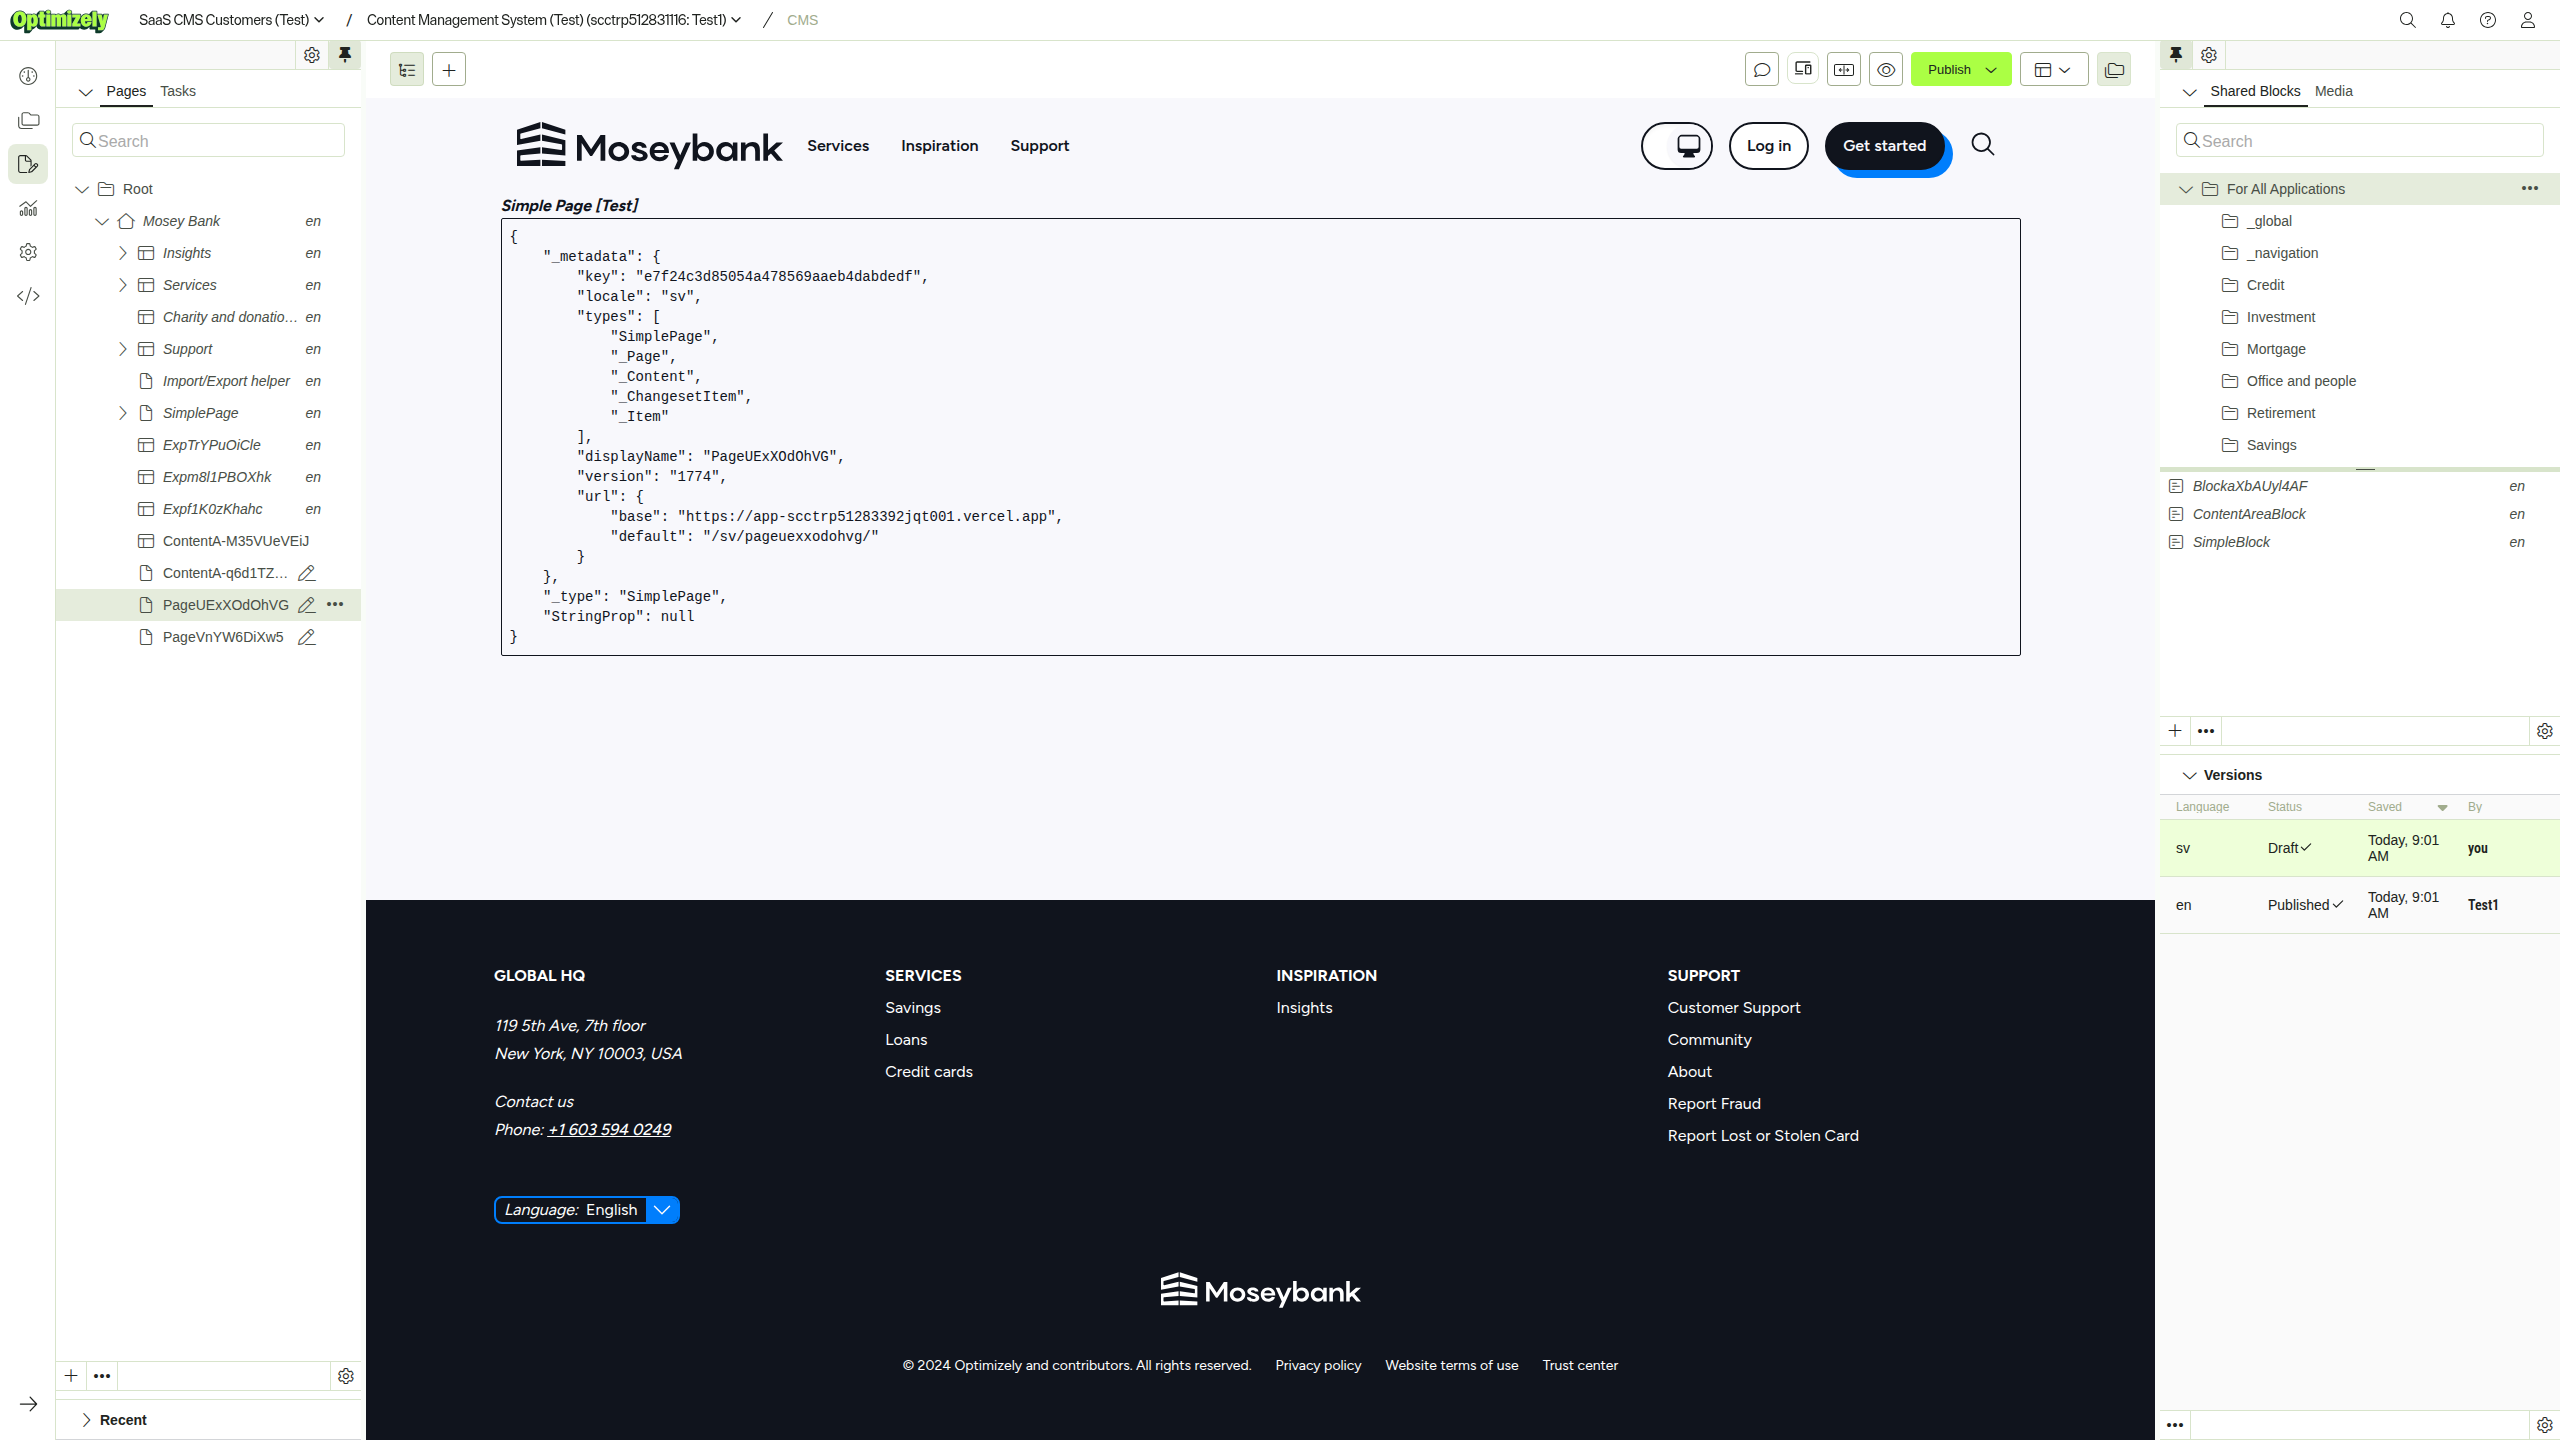 Optimizely SaaS CMS Customers (Test) / Content Management System (Test) (scctrp512831116: Test1) / CMS
Pages Tasks
Search
Root
Mosey Bank en
Insights en
Services en
Charity and donatio... en
Support en
Import/Export helper en
SimplePage en
ExpTrYPuOiCle en
Expm8l1PBOXhk en
Expf1K0zKhahc en
ContentA-M35VUeVEiJ
ContentA-q6d1TZ...
PageUExXOdOhVG
PageVnYW6DiXw5
Recent
Publish
Moseybank Services Inspiration Support Log in Get started
Simple Page [Test]
{
"_metadata": {
"key": "e7f24c3d85054a478569aaeb4dabdedf",
"locale": "sv",
"types": [
"SimplePage",
"_Page",
"_Content",
"_ChangesetItem",
"_Item"
],
"displayName": "PageUExXOdOhVG",
"version": "1774",
"url": {
"base": "https://app-scctrp51283392jqt001.vercel.app",
"default": "/sv/pageuexxodohvg/"
}
},
"_type": "SimplePage",
"StringProp": null
}
GLOBAL HQ
119 5th Ave, 7th floor
New York, NY 10003, USA
Contact us
Phone: +1 603 594 0249
SERVICES
Savings
Loans
Credit cards
INSPIRATION
Insights
SUPPORT
Customer Support
Community
About
Report Fraud
Report Lost or Stolen Card
Language: English
Moseybank
© 2024 Optimizely and contributors. All rights reserved. Privacy policy Website terms of use Trust center
Shared Blocks Media
Search
For All Applications
_global
_navigation
Credit
Investment
Mortgage
Office and people
Retirement
Savings
BlockaXbAUyl4AF en
ContentAreaBlock en
SimpleBlock en
Versions
Language Status Saved By
sv Draft Today, 9:01 AM you
en Published Today, 9:01 AM Test1